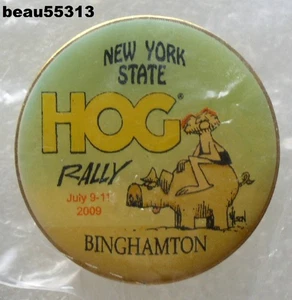 beau55313
NEW YORK
STATE
HOG®
RALLY
July 9-11
2009
BINGHAMTON